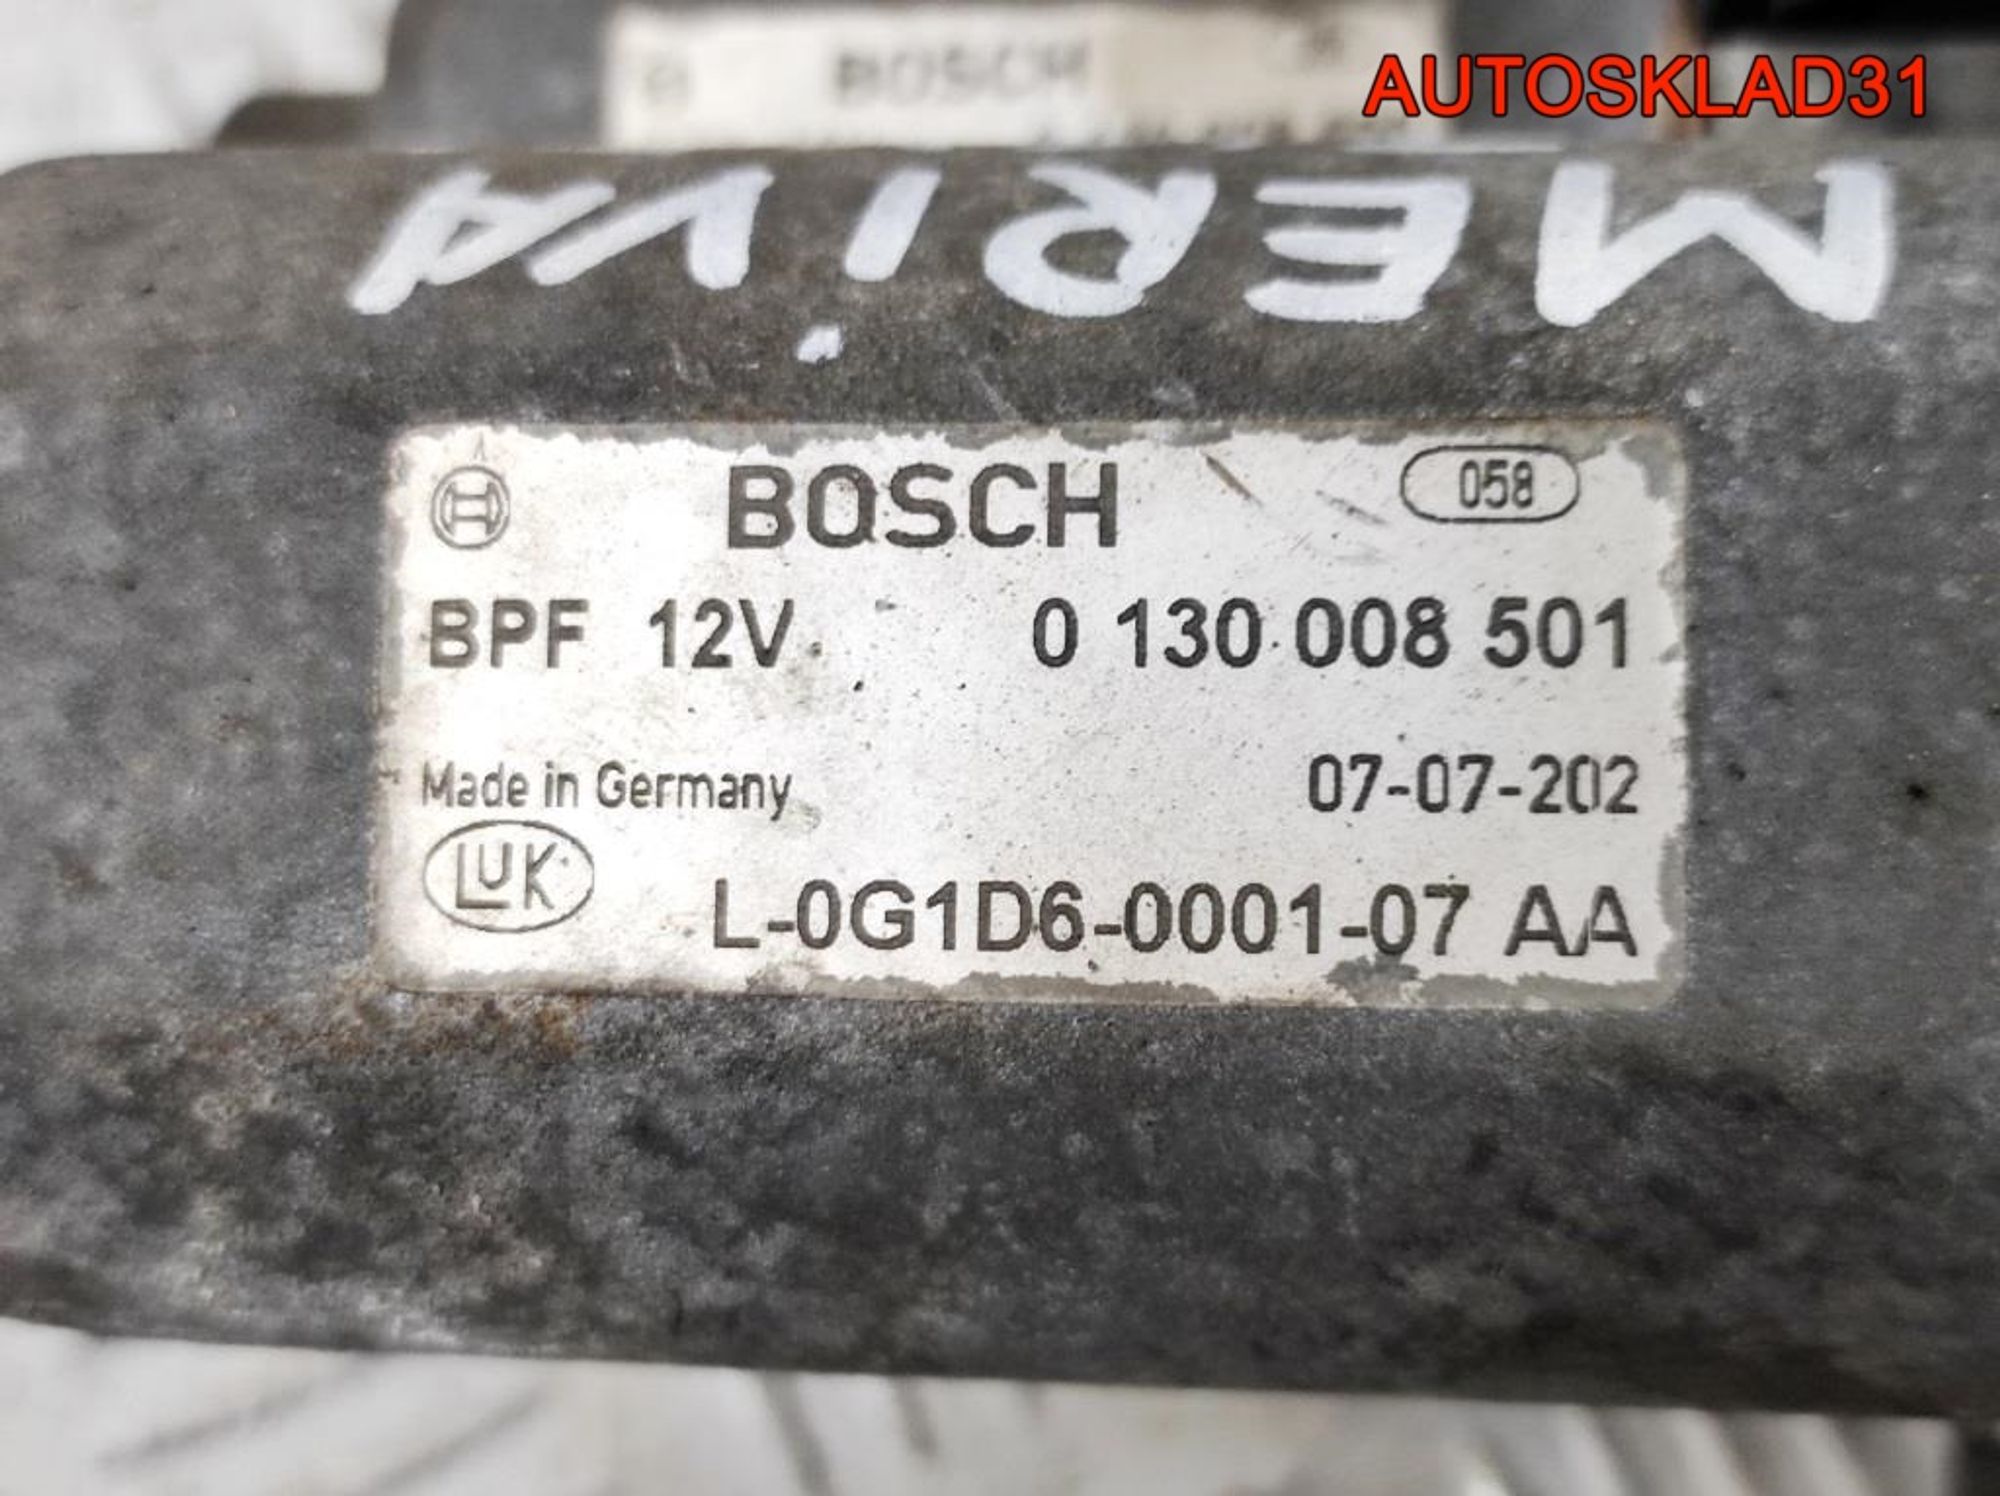 BOSCH
AUTOSKLAD31
MERIVA
BOSCH 058
BPF 12V 0 130 008 501
Made in Germany 07-07-202
LUK L-0G1D6-0001-07 AA